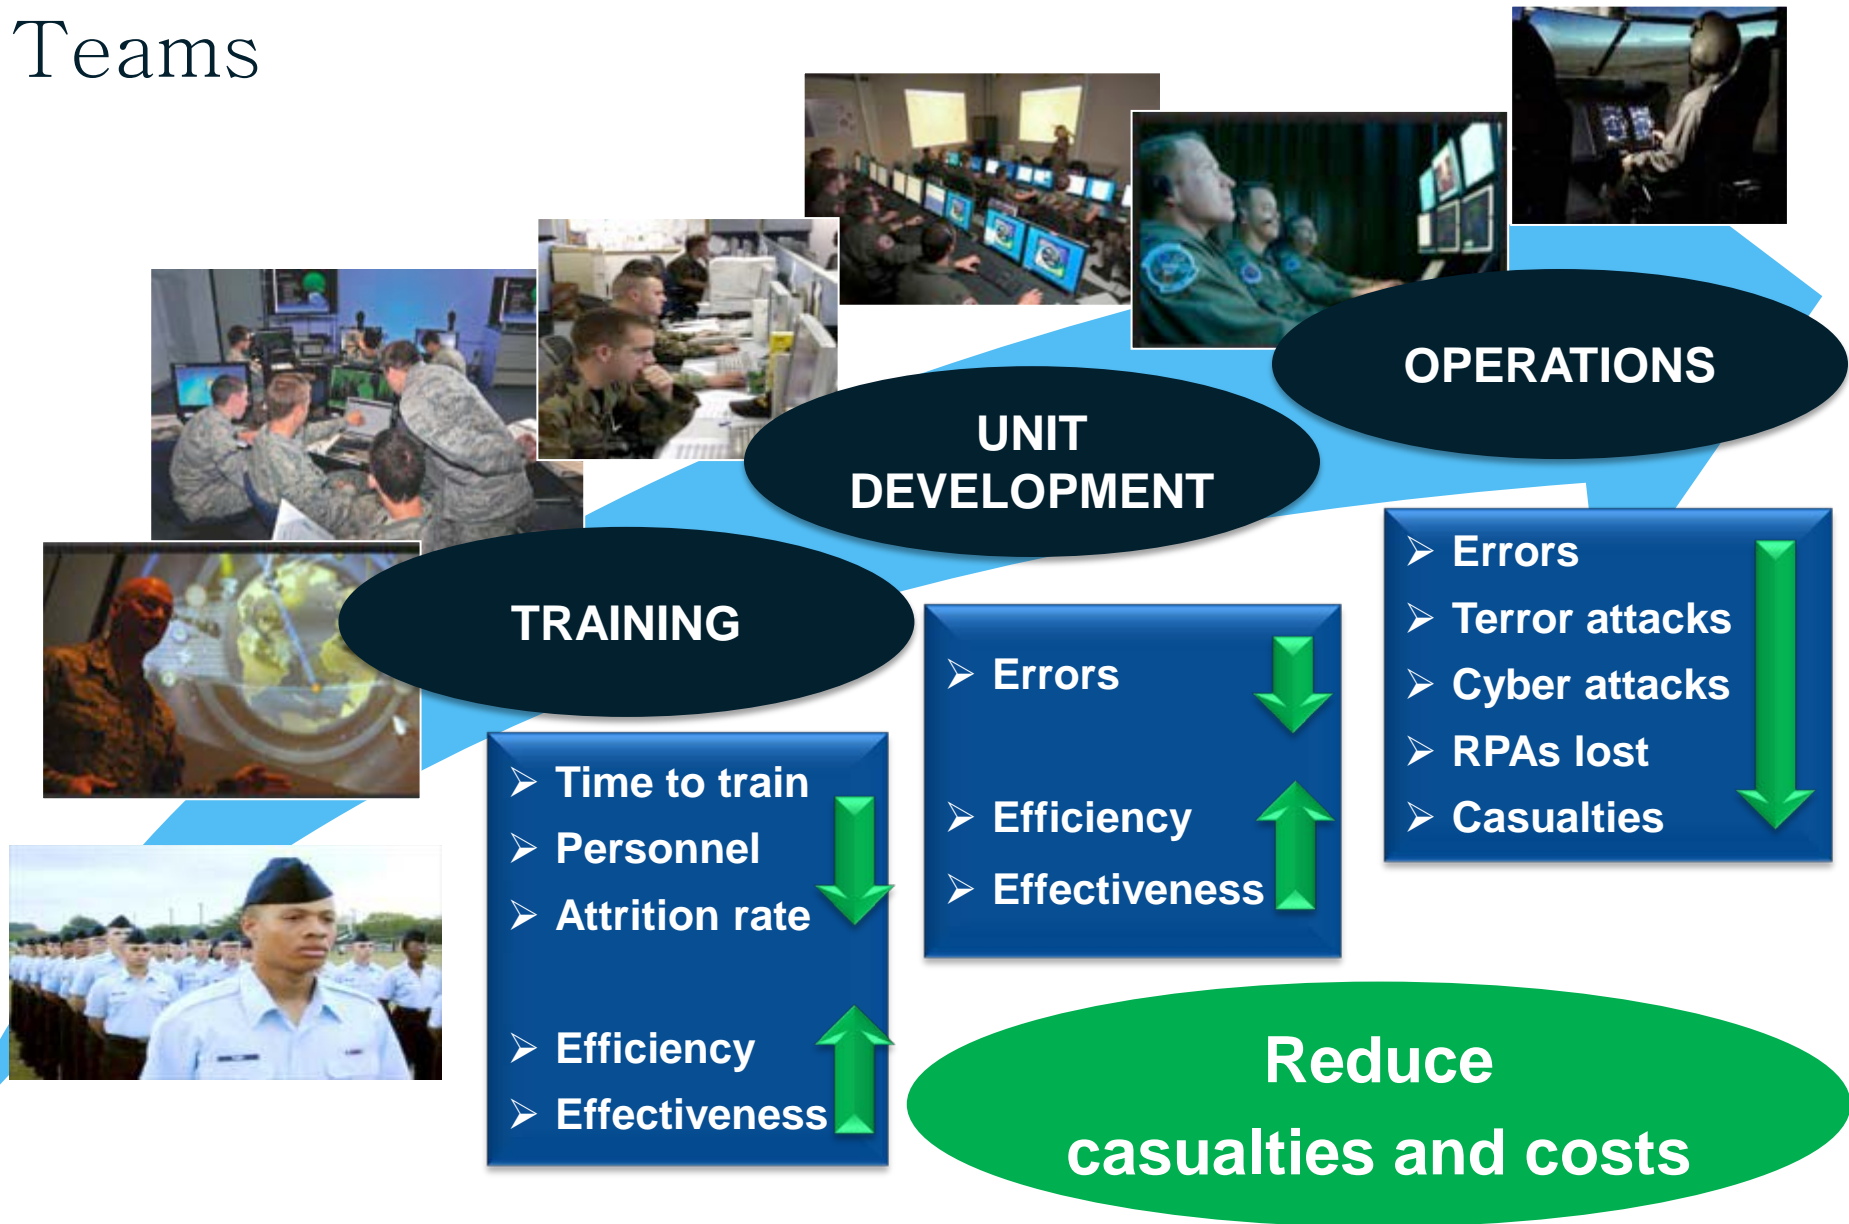 Teams
OPERATIONS
UNIT
DEVELOPMENT
TRAINING
➢ Errors
➢ Terror attacks
➢ Cyber attacks
➢ RPAs lost
➢ Casualties
➢ Errors
➢ Efficiency
➢ Effectiveness
➢ Time to train
➢ Personnel
➢ Attrition rate
➢ Efficiency
➢ Effectiveness
Reduce
casualties and costs